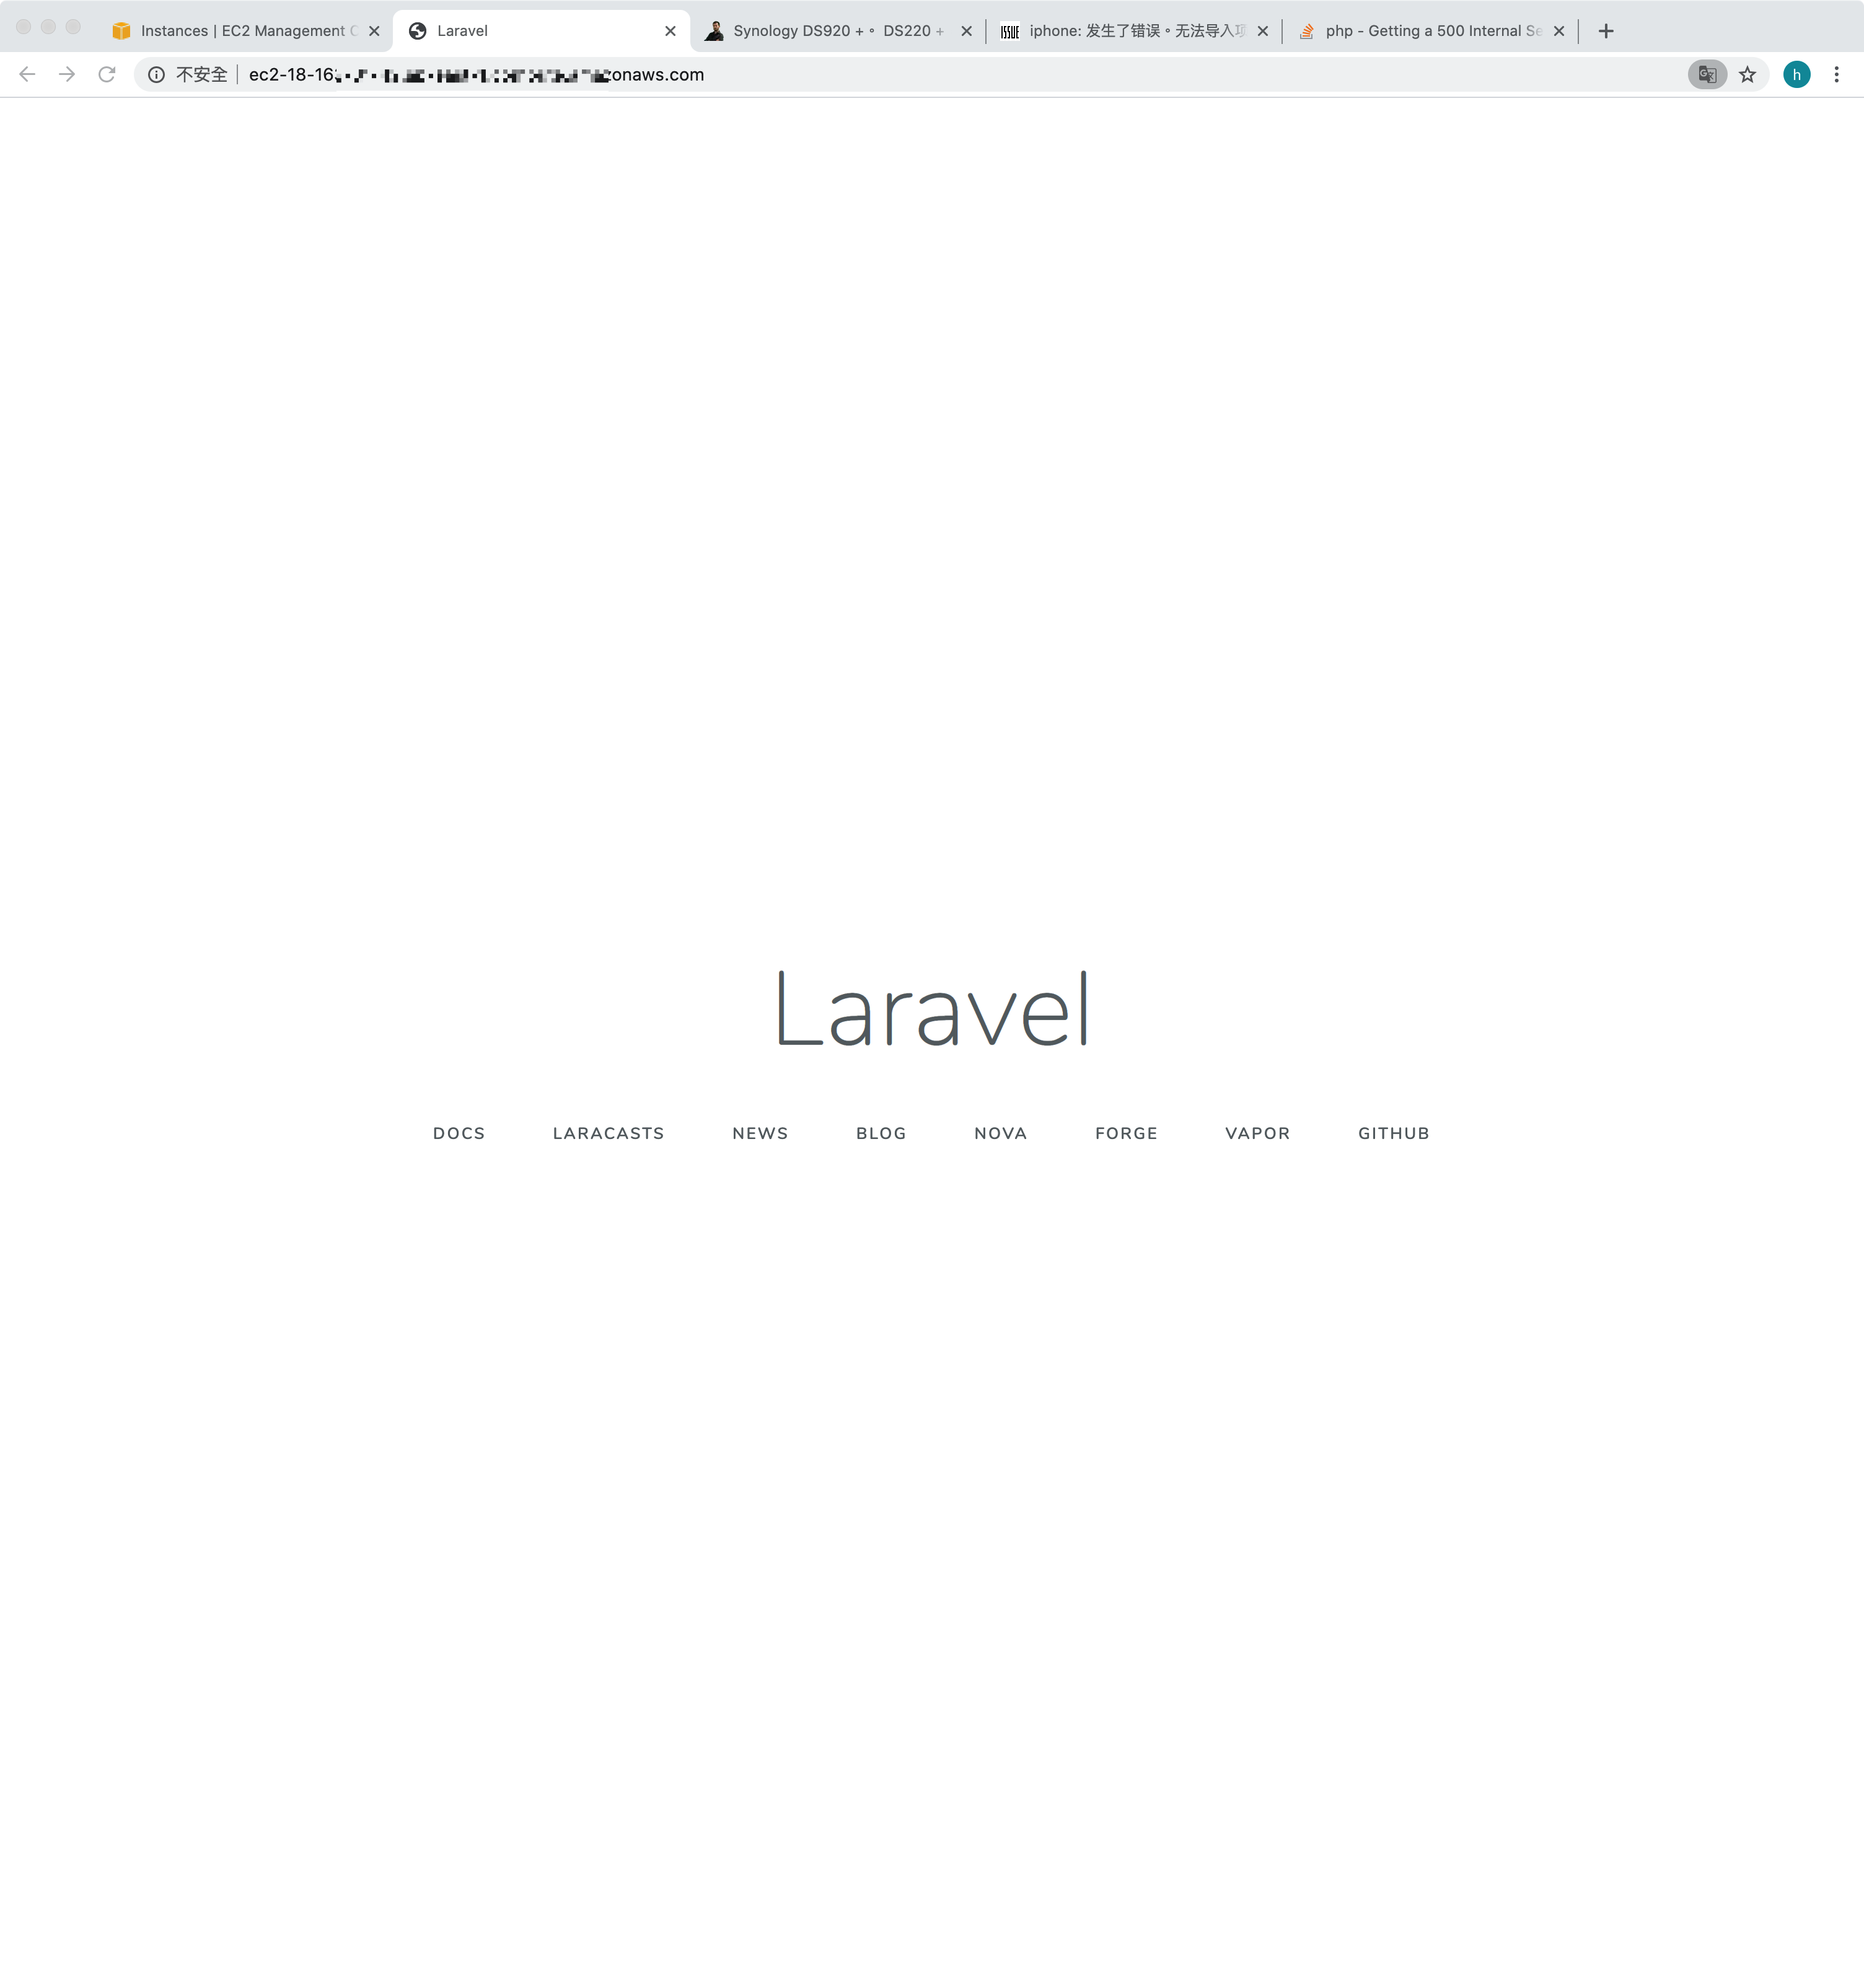 Instances | EC2 Management C
Laravel
Synology DS920 +。 DS220 +
ISSUE
iphone: 发生了错误。无法导入项
php - Getting a 500 Internal Se
不安全
ec2-18-16
zonaws.com
h
Laravel
DOCS LARACASTS NEWS BLOG NOVA FORGE VAPOR GITHUB